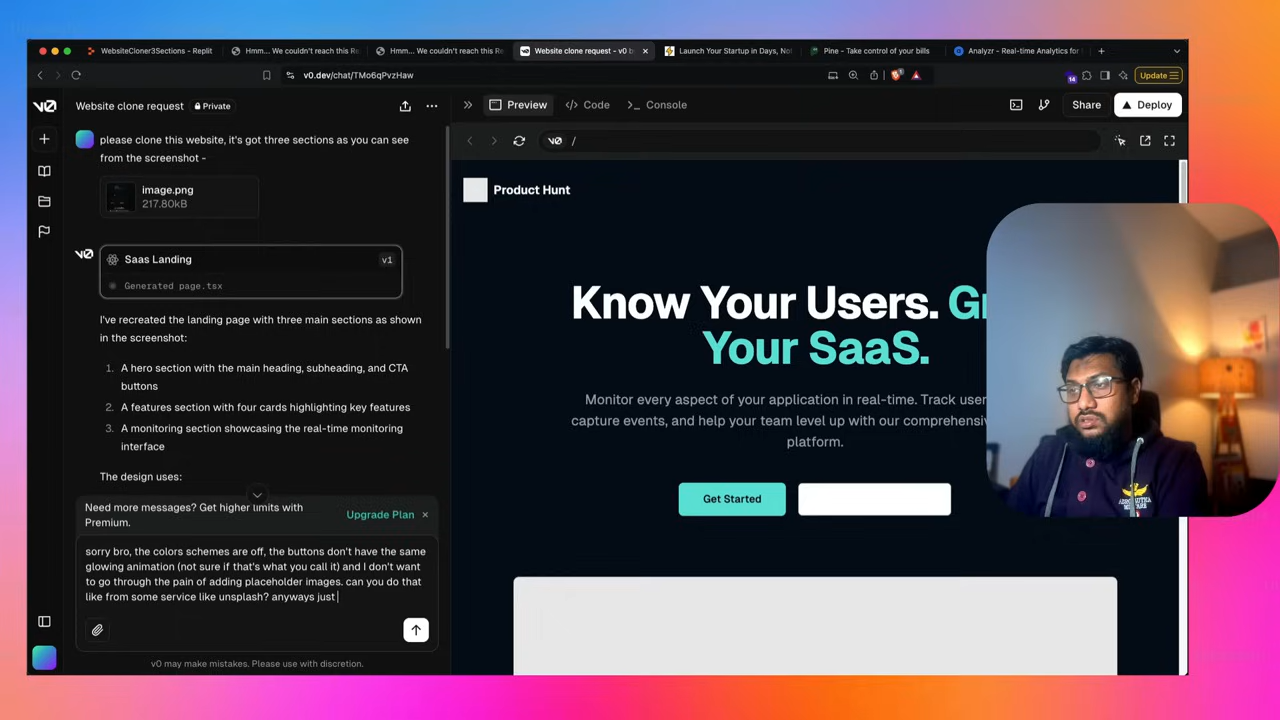 WebsiteCloner3Sections - Replit
Hmm... We couldn't reach this Re
Hmm... We couldn't reach this Re
Website clone request - v0 b
Launch Your Startup in Days, Not
Pine - Take control of your bills
Analyzr - Real-time Analytics for
v0.dev/chat/TMo6qPvzHaw
14
Update
v0
Website clone request
Private
Preview
Code
Console
Share
Deploy
v0
/
please clone this website, it's got three sections as you can see
from the screenshot -
image.png
217.80kB
v0
Saas Landing
v1
Generated page.tsx
I've recreated the landing page with three main sections as shown
in the screenshot:
1. A hero section with the main heading, subheading, and CTA
buttons
2. A features section with four cards highlighting key features
3. A monitoring section showcasing the real-time monitoring
interface
The design uses:
Need more messages? Get higher limits with
Premium.
Upgrade Plan
sorry bro, the colors schemes are off, the buttons don't have the same
glowing animation (not sure if that's what you call it) and I don't want
to go through the pain of adding placeholder images. can you do that
like from some service like unsplash? anyways just
v0 may make mistakes. Please use with discretion.
Product Hunt
Know Your Users. Gr
Your SaaS.
Monitor every aspect of your application in real-time. Track user
capture events, and help your team level up with our comprehensiv
platform.
Get Started